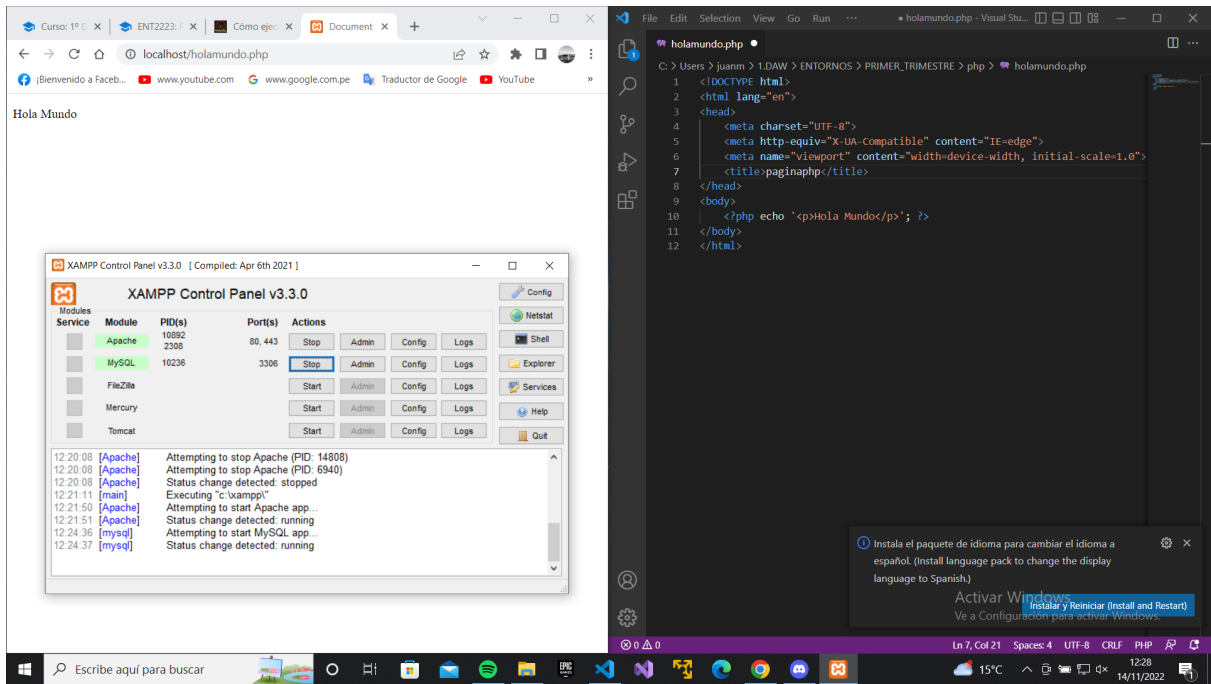 Curso: 1º D
ENT2223: F
Cómo ejec
Document
localhost/holamundo.php
¡Bienvenido a Faceb...
www.youtube.com
www.google.com.pe
Traductor de Google
YouTube
»
Hola Mundo
XAMPP Control Panel v3.3.0 [ Compiled: Apr 6th 2021 ]
XAMPP Control Panel v3.3.0
Config
Modules
Service Module PID(s) Port(s) Actions
Netstat
Apache 10892 2308 80, 443 Stop Admin Config Logs
Shell
MySQL 10236 3306 Stop Admin Config Logs
Explorer
FileZilla Start Admin Config Logs
Services
Mercury Start Admin Config Logs
Help
Tomcat Start Admin Config Logs
Quit
12:20:08 [Apache] Attempting to stop Apache (PID: 14808)
12:20:08 [Apache] Attempting to stop Apache (PID: 6940)
12:20:08 [Apache] Status change detected: stopped
12:21:11 [main] Executing "c:\xampp\"
12:21:50 [Apache] Attempting to start Apache app...
12:21:51 [Apache] Status change detected: running
12:24:36 [mysql] Attempting to start MySQL app...
12:24:37 [mysql] Status change detected: running
File Edit Selection View Go Run ··· • holamundo.php - Visual Stu...
holamundo.php
C: > Users > juanm > 1.DAW > ENTORNOS > PRIMER_TRIMESTRE > php > holamundo.php
1 <!DOCTYPE html>
2 <html lang="en">
3 <head>
4 <meta charset="UTF-8">
5 <meta http-equiv="X-UA-Compatible" content="IE=edge">
6 <meta name="viewport" content="width=device-width, initial-scale=1.0">
7 <title>paginaphp</title>
8 </head>
9 <body>
10 <?php echo '<p>Hola Mundo</p>'; ?>
11 </body>
12 </html>
1
Instala el paquete de idioma para cambiar el idioma a
español. (Install language pack to change the display
language to Spanish.)
Activar Windows
Instalar y Reiniciar (Install and Restart)
Ve a Configuración para activar Windows.
0 0 Ln 7, Col 21 Spaces: 4 UTF-8 CRLF PHP
Escribe aquí para buscar
EPIC GAMES
15°C
12:28
14/11/2022
1